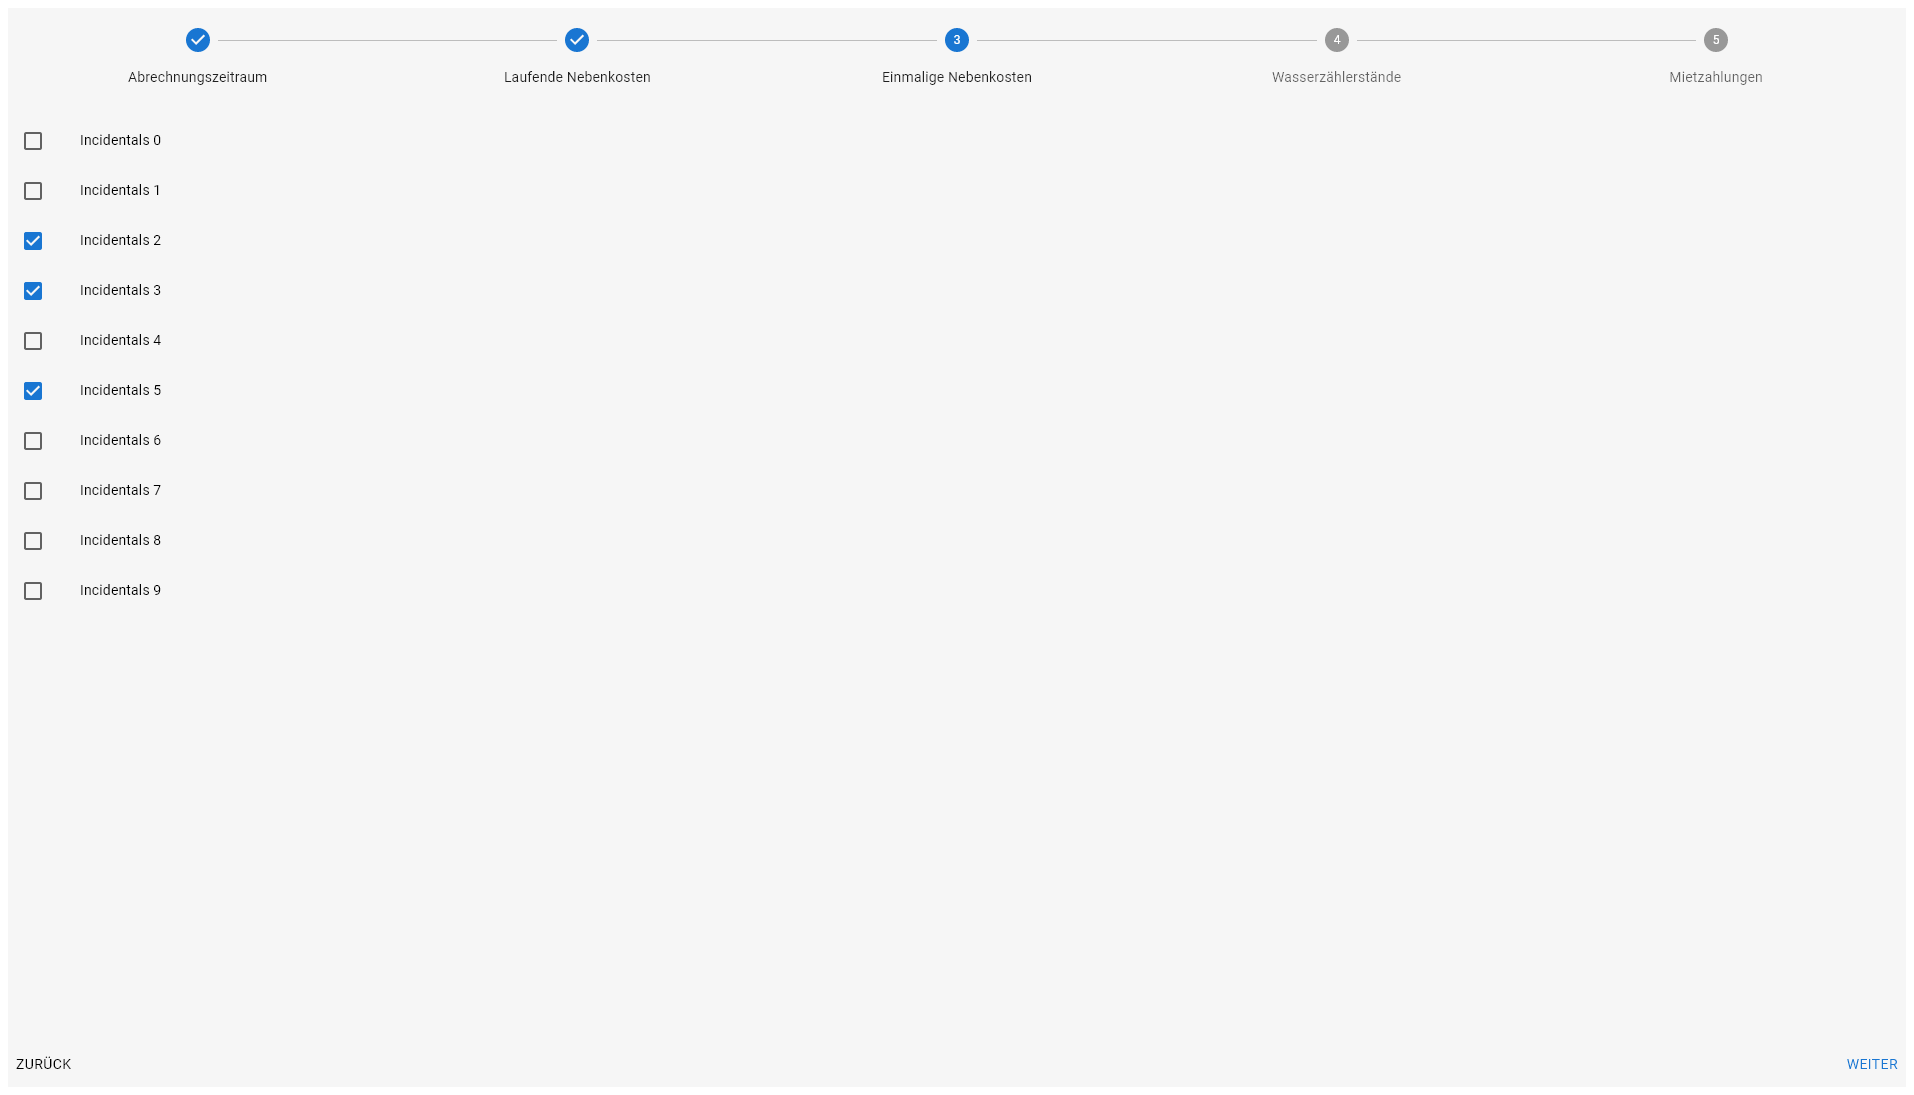 3
4
5
Abrechnungszeitraum
Laufende Nebenkosten
Einmalige Nebenkosten
Wasserzählerstände
Mietzahlungen
Incidentals 0
Incidentals 1
Incidentals 2
Incidentals 3
Incidentals 4
Incidentals 5
Incidentals 6
Incidentals 7
Incidentals 8
Incidentals 9
ZURÜCK
WEITER